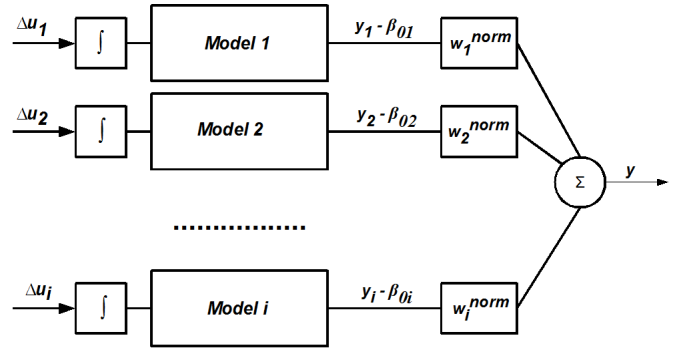 Δu₁ ∫ Model 1 y₁ - β₀₁ w₁ⁿᵒʳᵐ
Δu₂ ∫ Model 2 y₂ - β₀₂ w₂ⁿᵒʳᵐ
Σ y
.................
Δuᵢ ∫ Model i yᵢ - β₀ᵢ wᵢⁿᵒʳᵐ